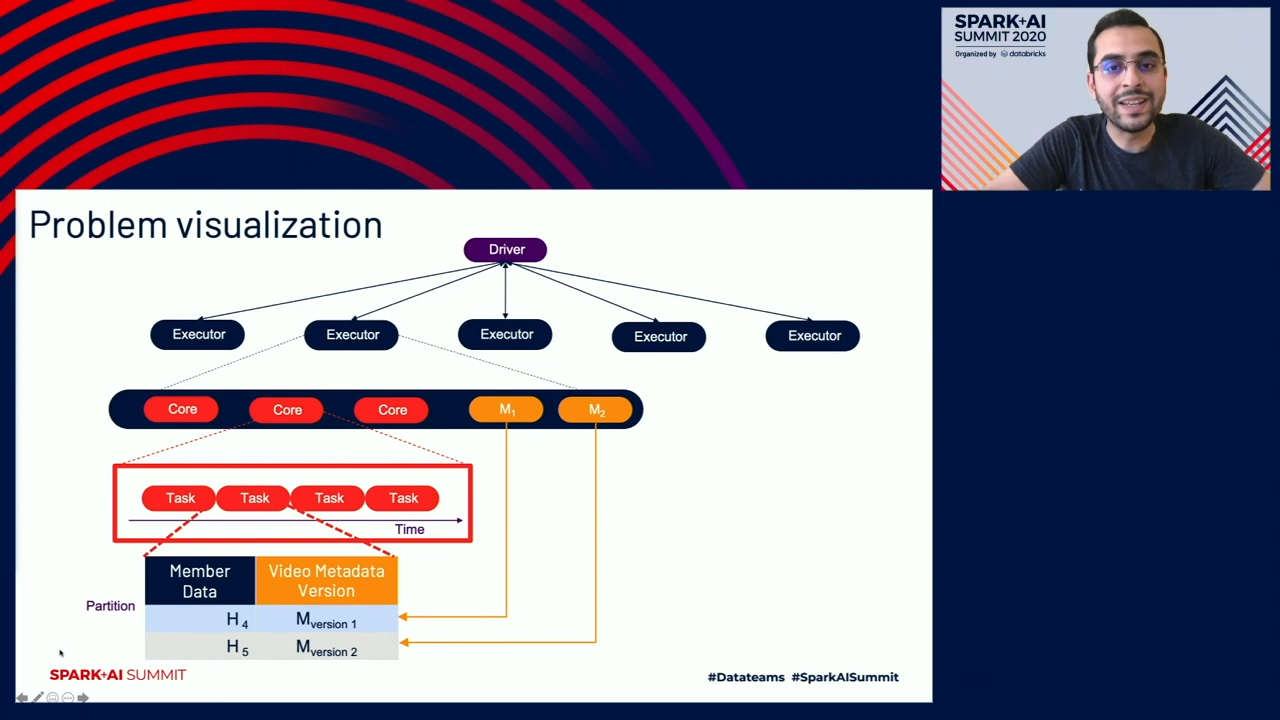 SPARK+AI
SUMMIT 2020
Organized by databricks
Problem visualization
Driver
Executor Executor Executor Executor Executor
Core Core Core M1 M2
Task Task Task Task
Time
Member Data Video Metadata Version
Partition
H4 Mversion 1
H5 Mversion 2
SPARK+AI SUMMIT
#Datateams #SparkAISummit